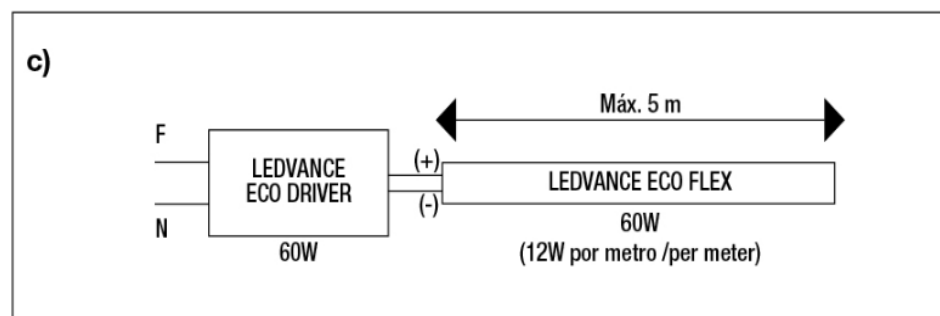 c)
Máx. 5 m
F
LEDVANCE
ECO DRIVER
(+)
LEDVANCE ECO FLEX
(-)
N
60W
60W
(12W por metro /per meter)